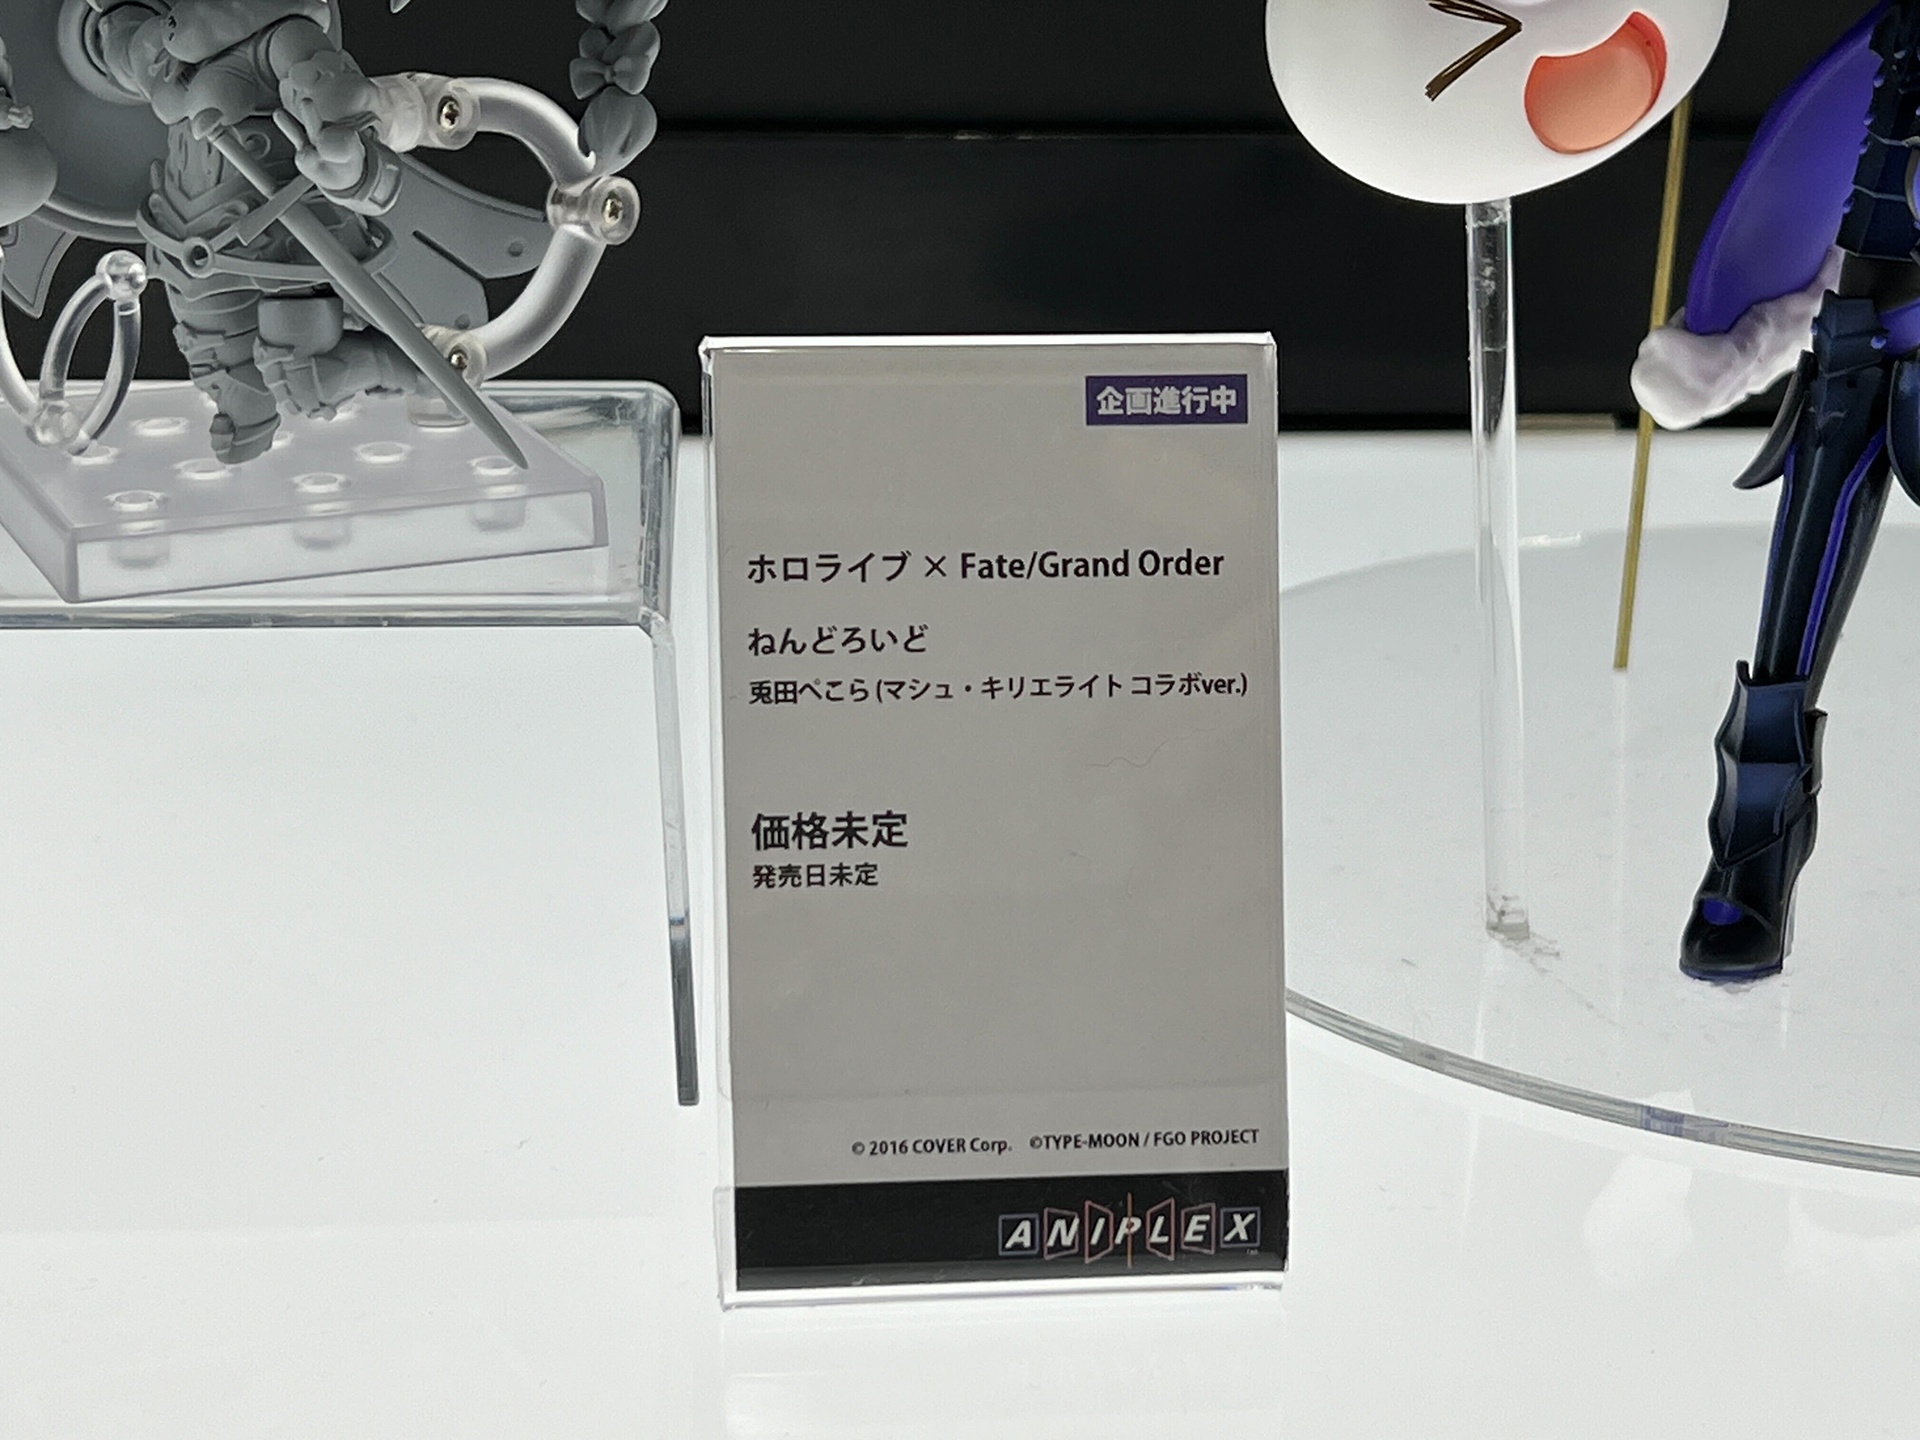 企画進行中
ホロライブ × Fate/Grand Order
ねんどろいど
兎田ぺこら (マシュ・キリエライト コラボver.)
価格未定
発売日未定
© 2016 COVER Corp. ©TYPE-MOON / FGO PROJECT
ANIPLEX